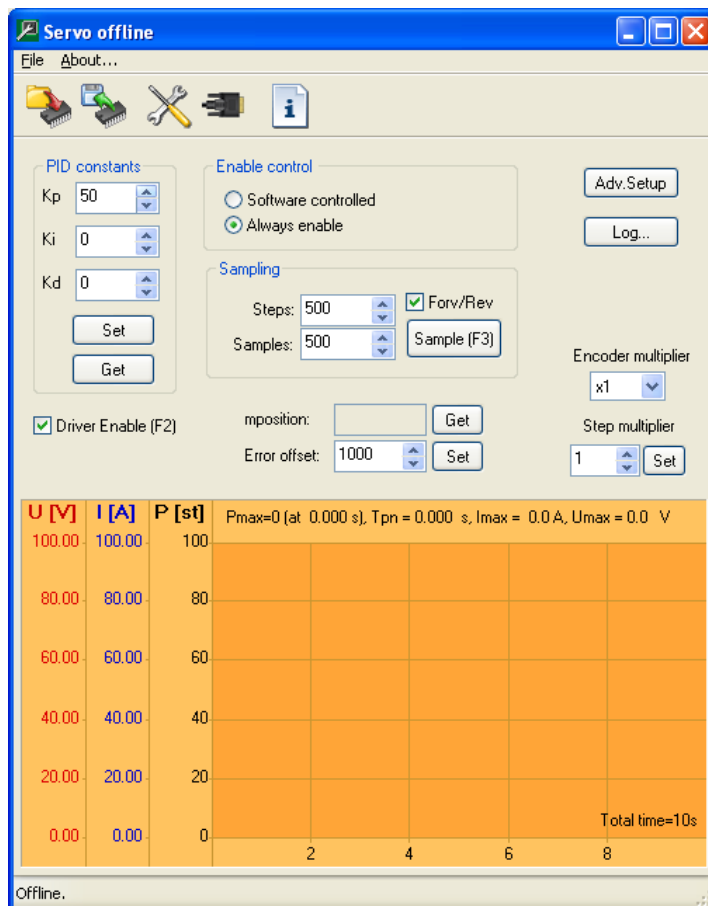 Servo offline
File About...
PID constants
Kp 50
Ki 0
Kd 0
Set
Get
Enable control
Software controlled
Always enable
Adv.Setup
Log...
Sampling
Steps: 500
Forv/Rev
Samples: 500
Sample (F3)
Encoder multiplier
x1
Driver Enable (F2)
mposition:
Get
Error offset: 1000
Set
Step multiplier
1
Set
U [V] I [A] P [st]
Pmax=0 (at 0.000 s), Tpn = 0.000 s, Imax = 0.0 A, Umax = 0.0 V
100.00 100.00 100
80.00 80.00 80
60.00 60.00 60
40.00 40.00 40
20.00 20.00 20
Total time=10s
0.00 0.00 0
2 4 6 8
Offline.